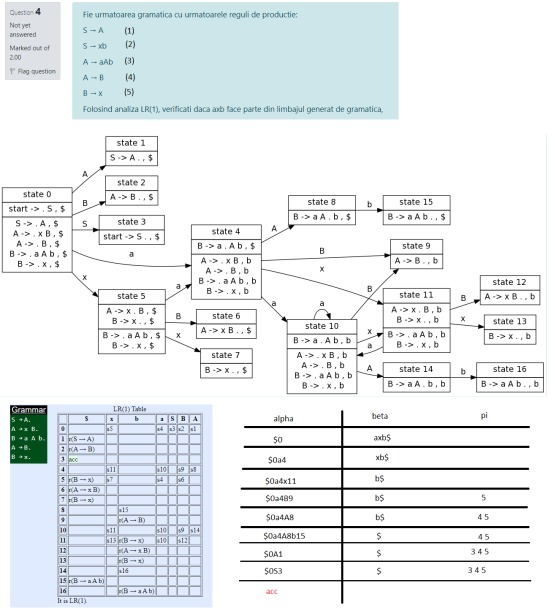 Question 4
Not yet
answered
Marked out of
2.00
Flag question
Fie urmatoarea gramatica cu urmatoarele reguli de productie:
S → A (1)
S → xb (2)
A → aAb (3)
A → B (4)
B → x (5)
Folosind analiza LR(1), verificati daca axb face parte din limbajul generat de gramatica,
state 1
S -> A . , $
state 2
A -> B . , $
state 3
start -> S . , $
state 0
start -> . S , $
S -> . A , $
A -> . x B , $
A -> . B , $
B -> . a A b , $
B -> . x , $
A
B
S
a
x
state 4
B -> a . A b , $
A -> . x B , b
A -> . B , b
B -> . a A b , b
B -> . x , b
A
B
x
a
state 5
A -> x . B , $
B -> x . , $
B -> . a A b , $
B -> . x , $
a
B
x
state 6
A -> x B . , $
state 7
B -> x . , $
state 8
B -> a A . b , $
b
state 15
B -> a A b . , $
state 9
A -> B . , b
state 10
B -> a . A b , b
A -> . x B , b
A -> . B , b
B -> . a A b , b
B -> . x , b
a
B
x
a
A
state 11
A -> x . B , b
B -> x . , b
B -> . a A b , b
B -> . x , b
B
x
state 12
A -> x B . , b
state 13
B -> x . , b
state 14
B -> a A . b , b
b
state 16
B -> a A b . , b
Grammar
S → A.
A → x B.
B → a A b.
A → B.
B → x.
LR(1) Table
$ x b a S B A
0 s5 s4 s3 s2 s1
1 r(S → A)
2 r(A → B)
3 acc
4 s11 s10 s9 s8
5 r(B → x) s7 s4 s6
6 r(A → x B)
7 r(B → x)
8 s15
9 r(A → B)
10 s11 s10 s9 s14
11 s13 r(B → x) s10 s12
12 r(A → x B)
13 r(B → x)
14 s16
15 r(B → a A b)
16 r(B → a A b)
It is LR(1).
alpha beta pi
$0 axb$
$0a4 xb$
$0a4x11 b$
$0a4B9 b$ 5
$0a4A8 b$ 4 5
$0a4A8b15 $ 4 5
$0A1 $ 3 4 5
$0S3 $ 3 4 5
acc